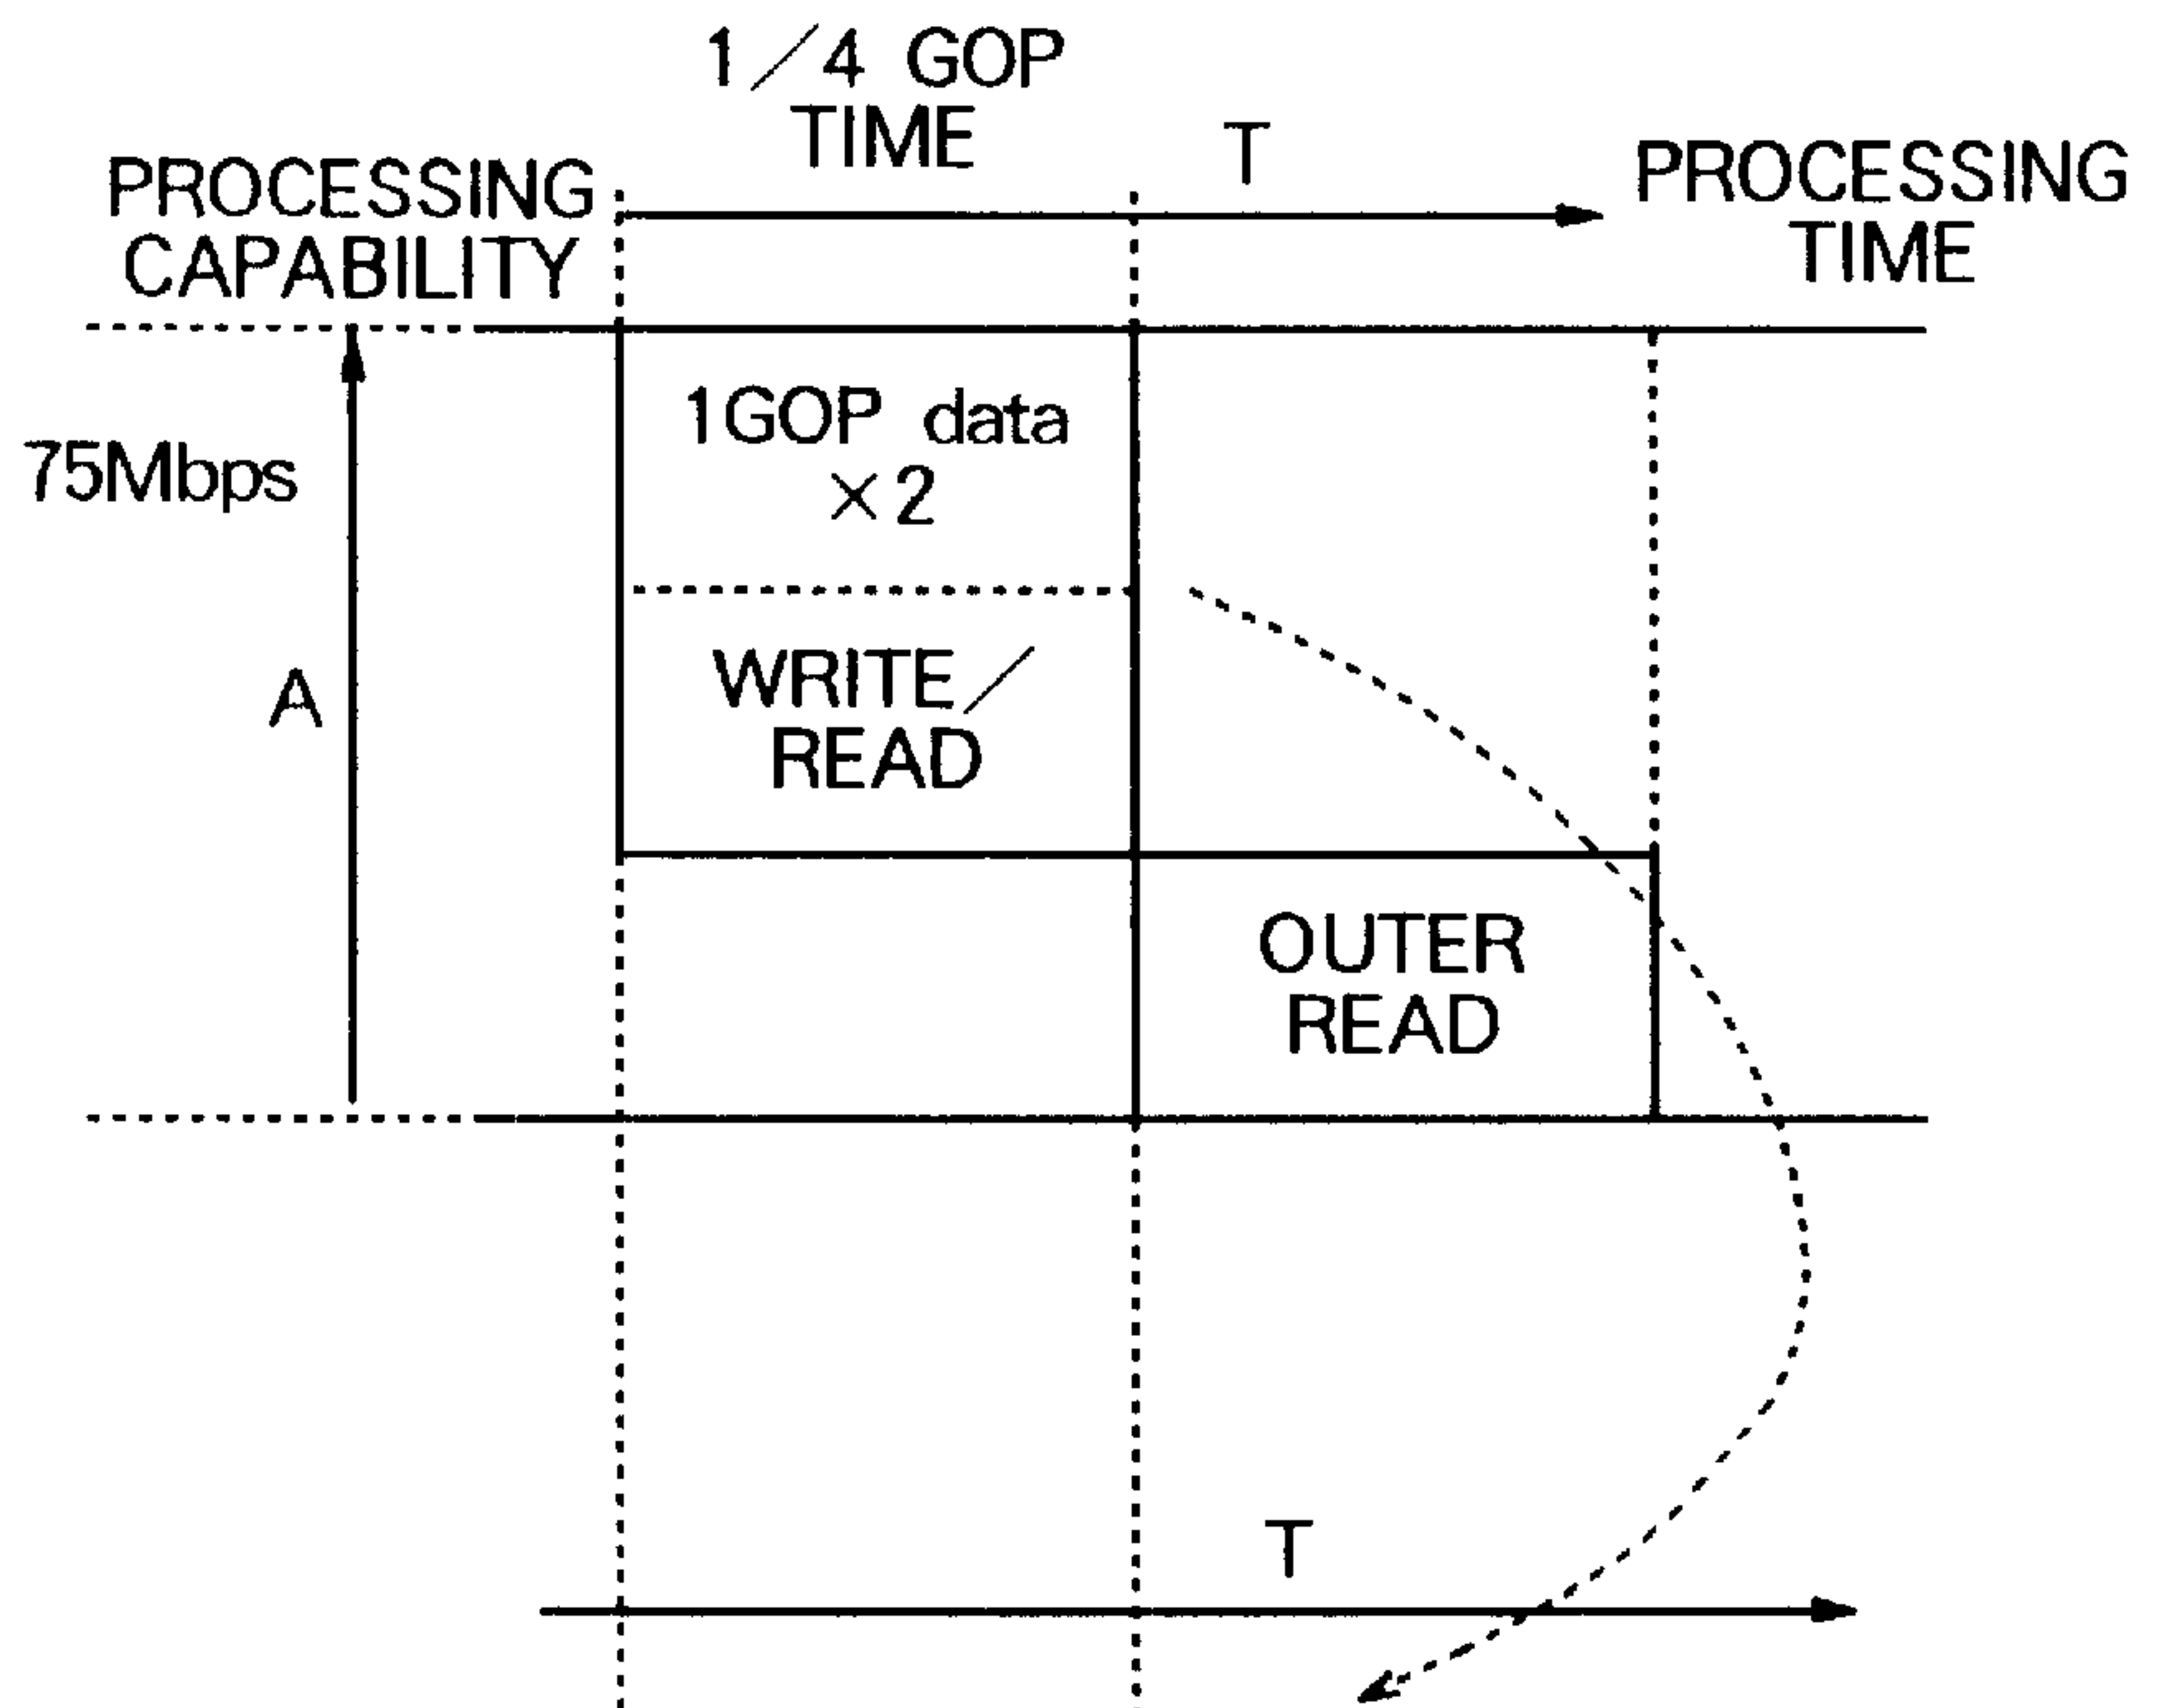 1/4 GOP
TIME
T
PROCESSING
CAPABILITY
PROCESSING
TIME
75Mbps
A
1GOP data
×2
WRITE/
READ
OUTER
READ
T